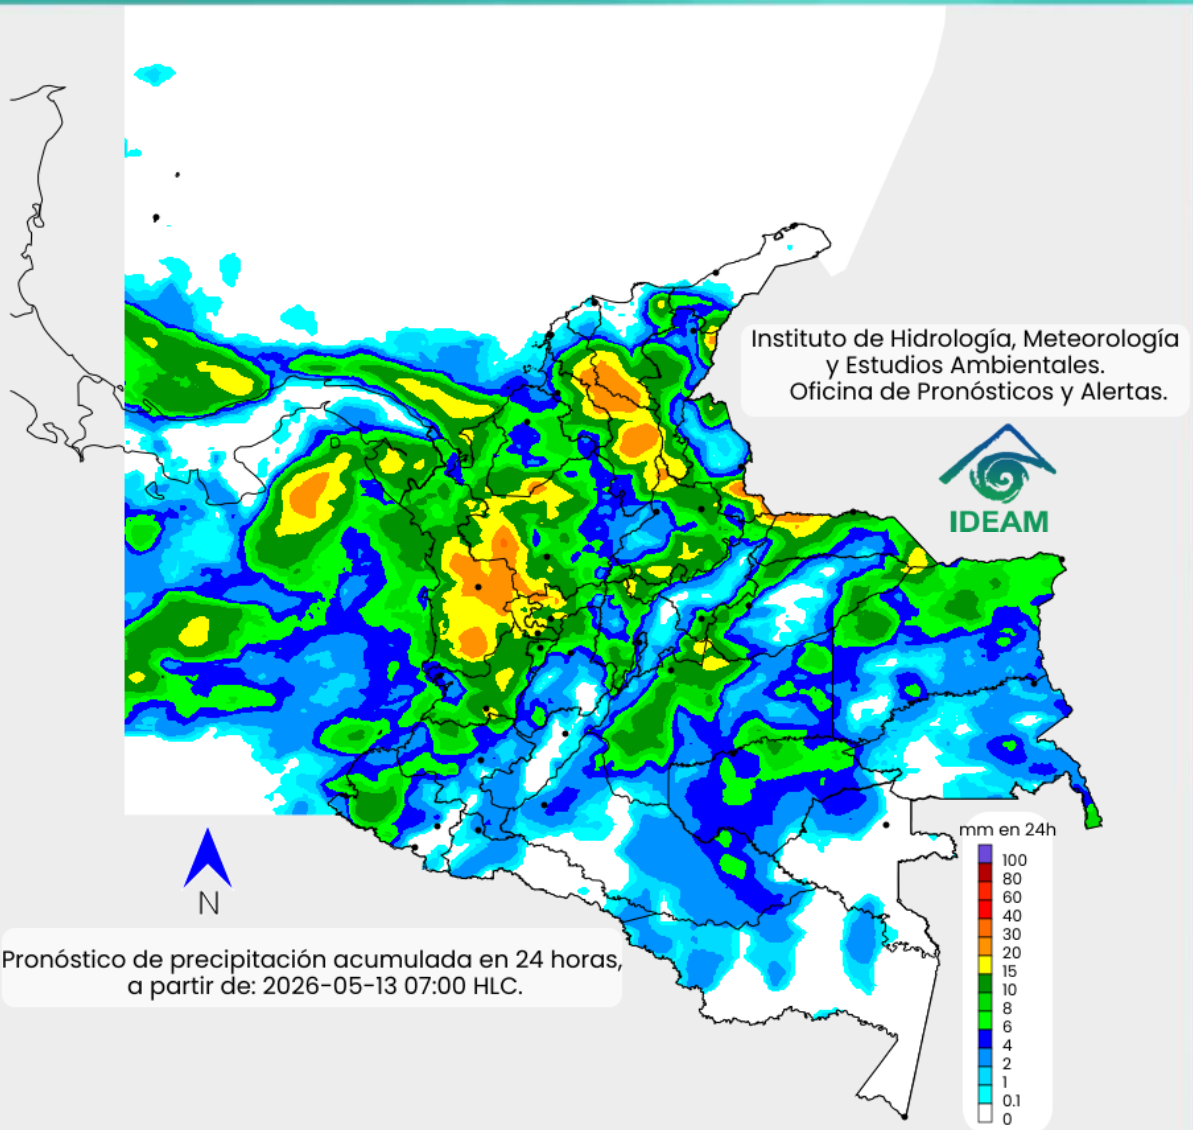 Instituto de Hidrología, Meteorología
y Estudios Ambientales.
Oficina de Pronósticos y Alertas.
IDEAM
mm en 24h
100
80
60
40
30
20
15
10
8
6
4
2
1
0.1
0
N
Pronóstico de precipitación acumulada en 24 horas,
a partir de: 2026-05-13 07:00 HLC.